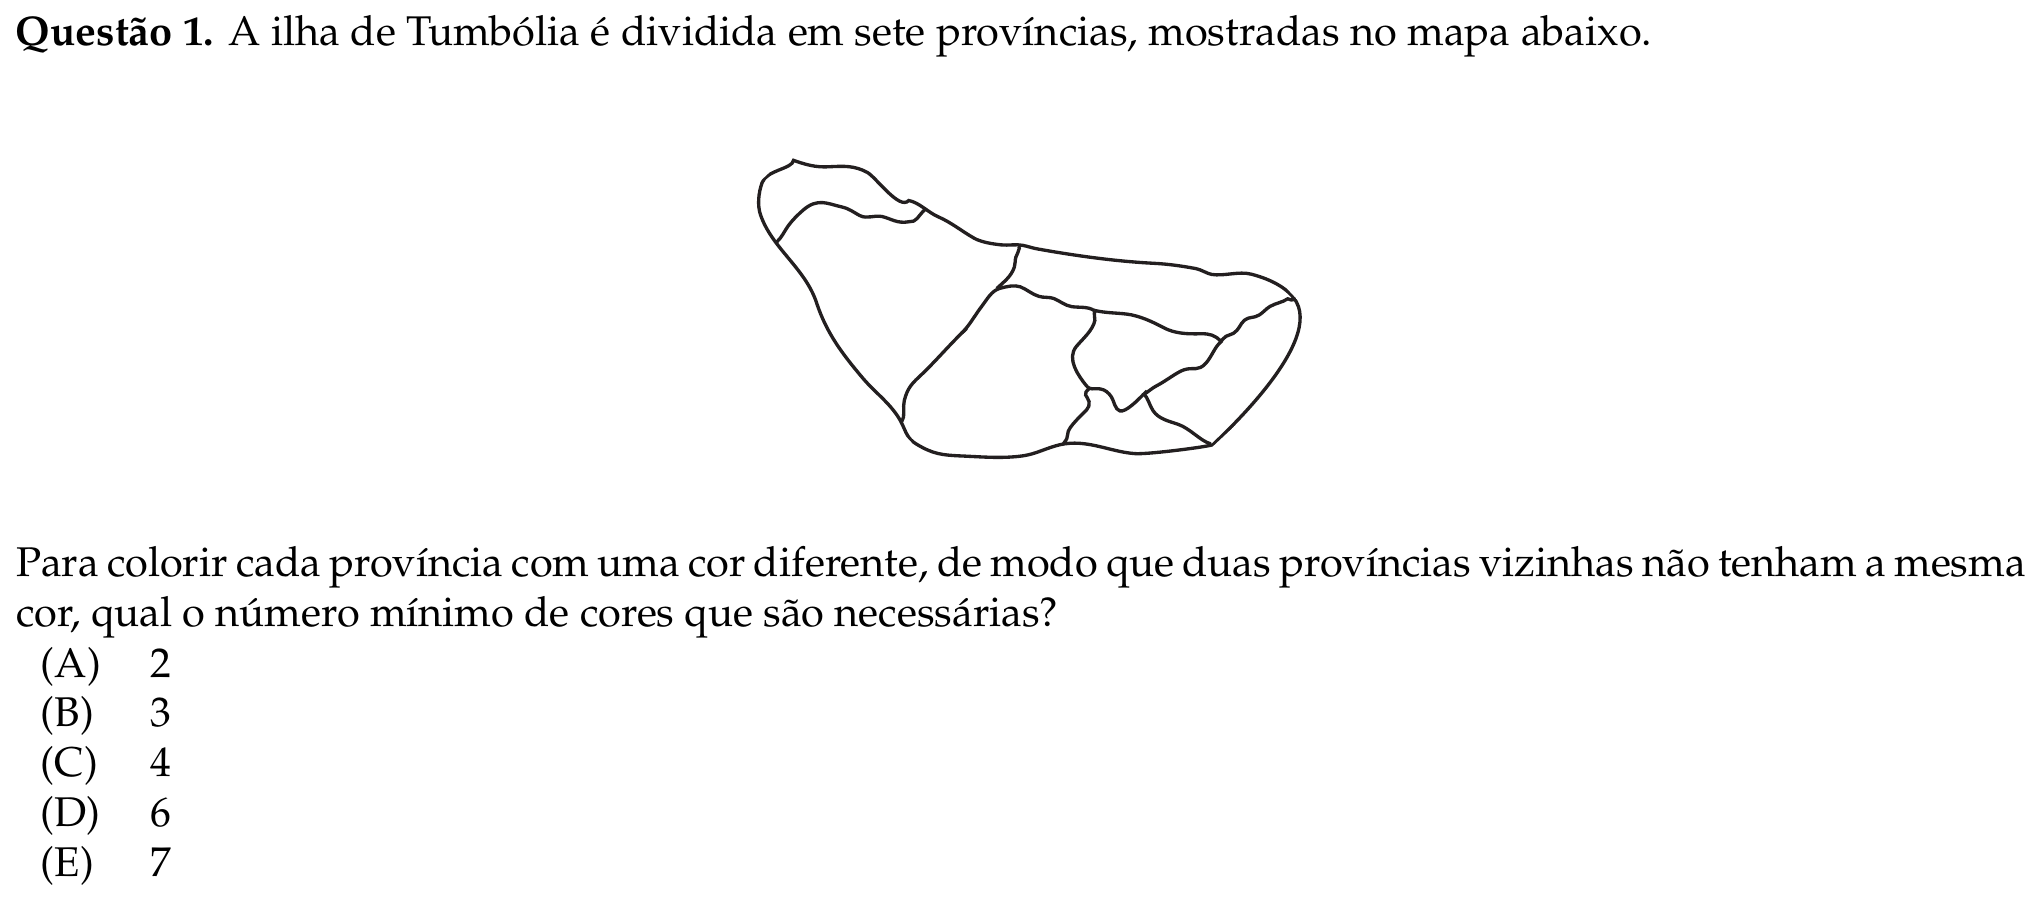 Questão 1. A ilha de Tumbólia é dividida em sete províncias, mostradas no mapa abaixo.
Para colorir cada província com uma cor diferente, de modo que duas províncias vizinhas não tenham a mesma
cor, qual o número mínimo de cores que são necessárias?
(A) 2
(B) 3
(C) 4
(D) 6
(E) 7